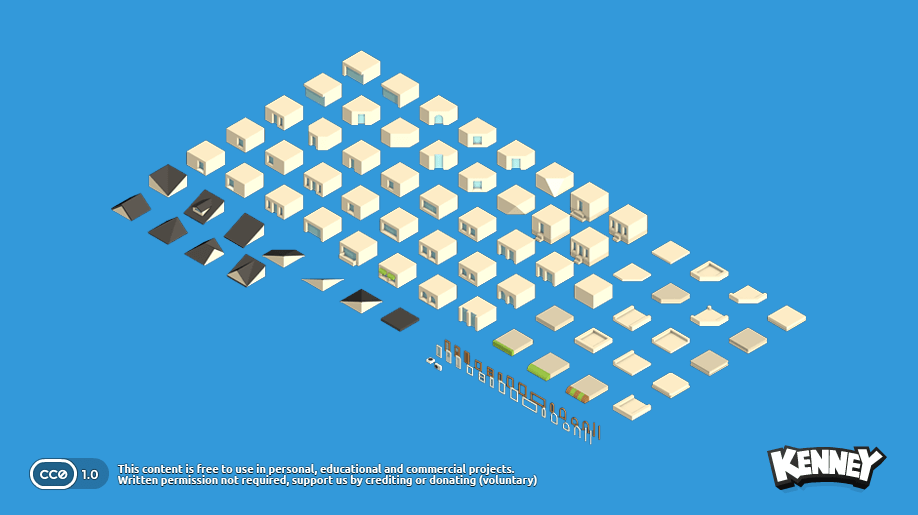 CC0 1.0
This content is free to use in personal, educational and commercial projects.
Written permission not required, support us by crediting or donating (voluntary)
KENNEY